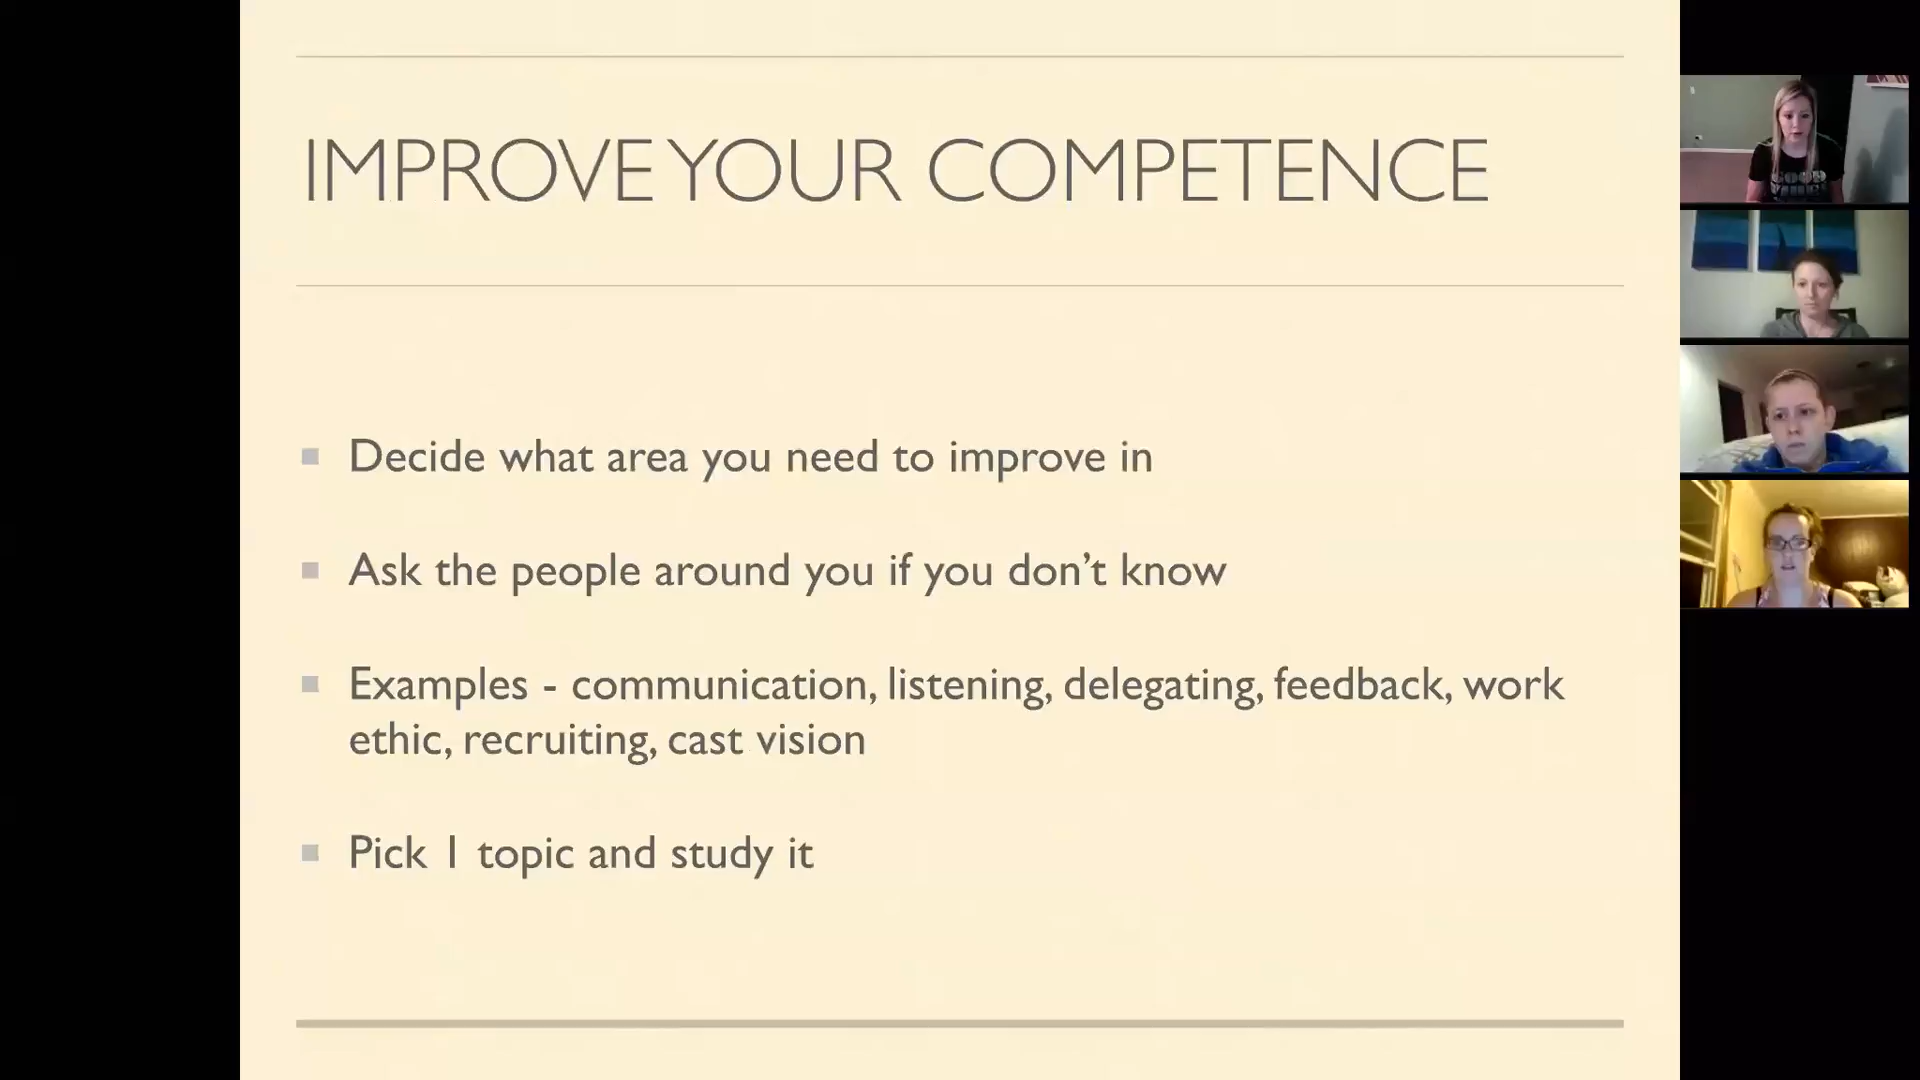 IMPROVE YOUR COMPETENCE
Decide what area you need to improve in
Ask the people around you if you don’t know
Examples - communication, listening, delegating, feedback, work
ethic, recruiting, cast vision
Pick 1 topic and study it